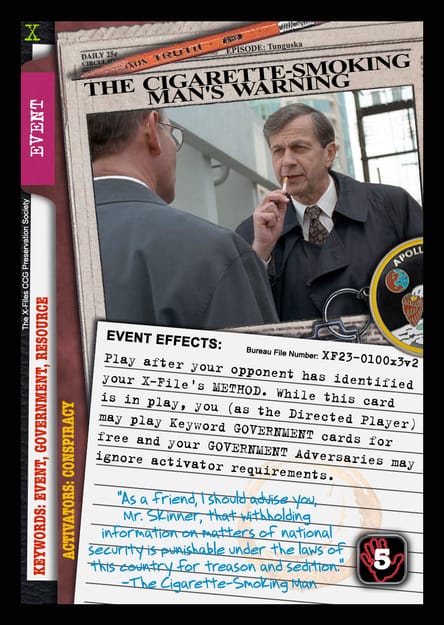 X
DAILY 25¢
TRUTH
EPISODE: Tunguska
THE CIGARETTE-SMOKING
MAN'S WARNING
EVENT
The X-Files CCG Preservation Society
KEYWORDS: EVENT, GOVERNMENT, RESOURCE
ACTIVATORS: CONSPIRACY
APOLL
EVENT EFFECTS:
Bureau File Number: XF23-0100x3v2
Play after your opponent has identified
your X-File's METHOD. While this card
is in play, you (as the Directed Player)
may play Keyword GOVERNMENT cards for
free and your GOVERNMENT Adversaries may
ignore activator requirements.
"As a friend, I should advise you,
Mr. Skinner, that withholding
information on matters of national
security is punishable under the laws of
this country for treason and sedition."
-The Cigarette-Smoking Man
5